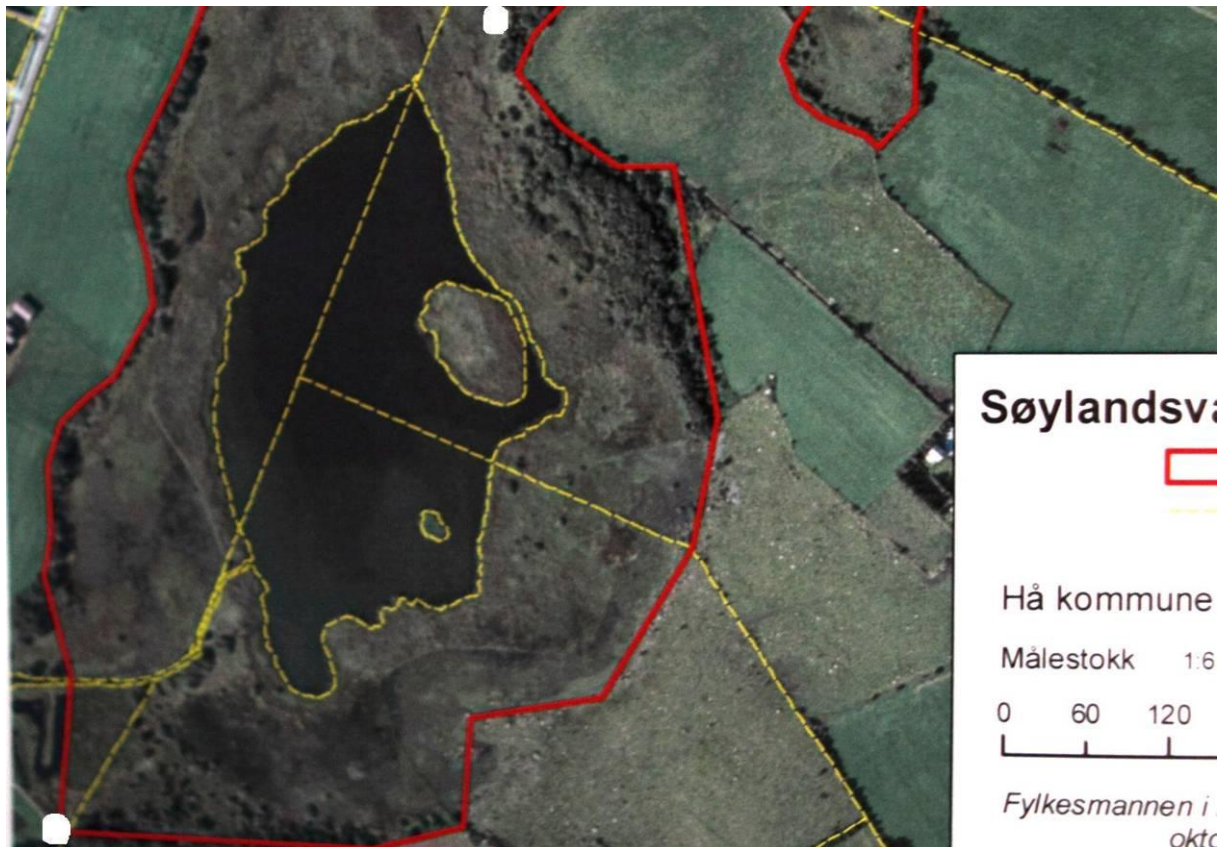 Søylandsva
Hå kommune
Målestokk 1:6
0 60 120
Fylkesmannen i
okto